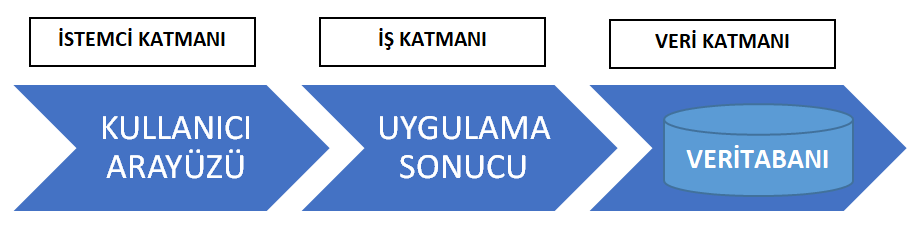 İSTEMCİ KATMANI
İŞ KATMANI
VERİ KATMANI
KULLANICI
ARAYÜZÜ
UYGULAMA
SONUCU
VERİTABANI